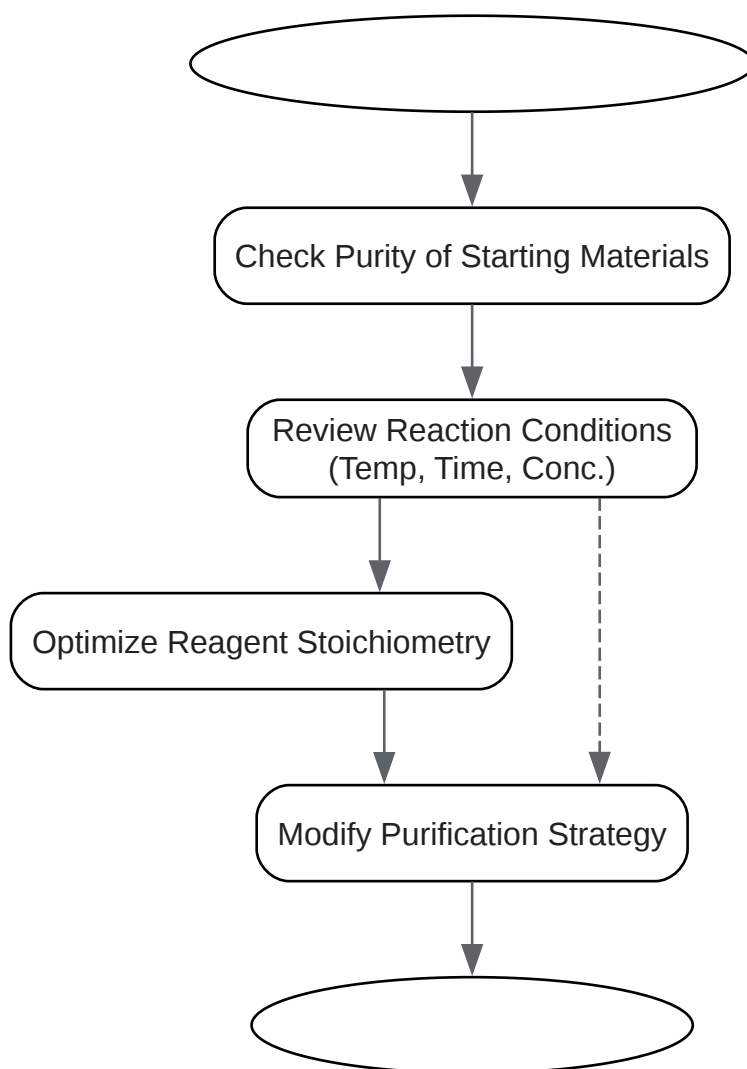 Check Purity of Starting Materials
Review Reaction Conditions
(Temp, Time, Conc.)
Optimize Reagent Stoichiometry
Modify Purification Strategy